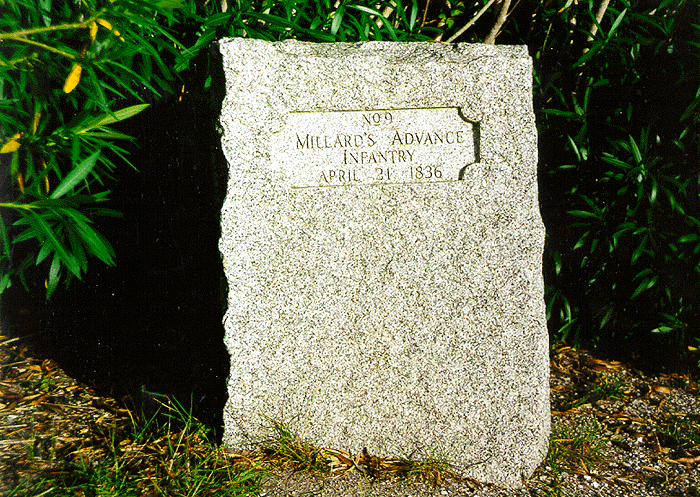 No 9
Millard's Advance
Infantry
April 21 1836